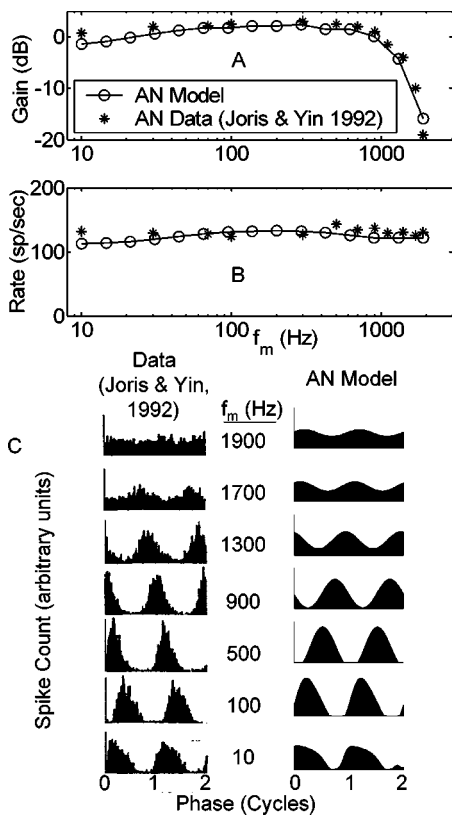 Gain (dB)
0
-10
-20
A
AN Model
AN Data (Joris & Yin 1992)
10
100
1000
Rate (sp/sec)
200
100
0
B
10
100
1000
f_m (Hz)
Data
(Joris & Yin,
1992)
f_m (Hz)
AN Model
C
Spike Count (arbitrary units)
1900
1700
1300
900
500
100
10
0 1 2
0 1 2
Phase (Cycles)